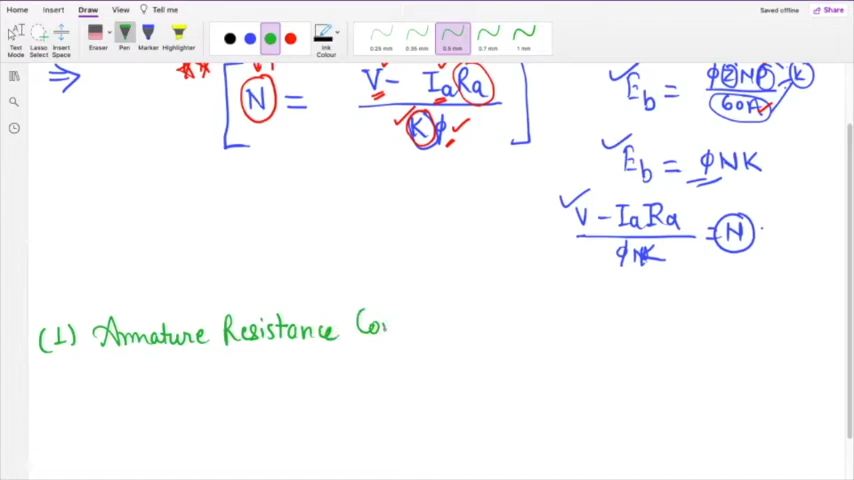 Home Insert Draw View Tell me Saved offline Share
Text Mode Lasso Select Insert Space Eraser Pen Marker Highlighter Ink Colour 0.25 mm 0.35 mm 0.5 mm 0.7 mm 1 mm
⇒ ** [ N = (V - IaRa) / (Kφ) ]
Eb = φZNP / 60A K
Eb = φNK
(V - IaRa) / φNK = N
(1) Armature Resistance Co